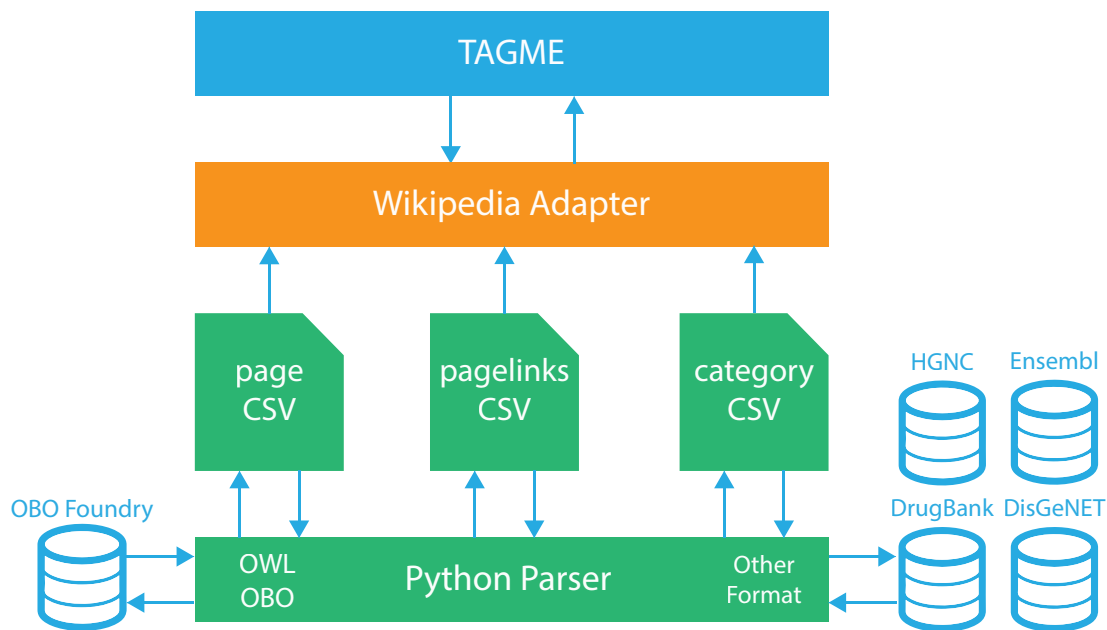 TAGME
Wikipedia Adapter
page
CSV
pagelinks
CSV
category
CSV
HGNC
Ensembl
OBO Foundry
DrugBank
DisGeNET
OWL
OBO
Python Parser
Other
Format